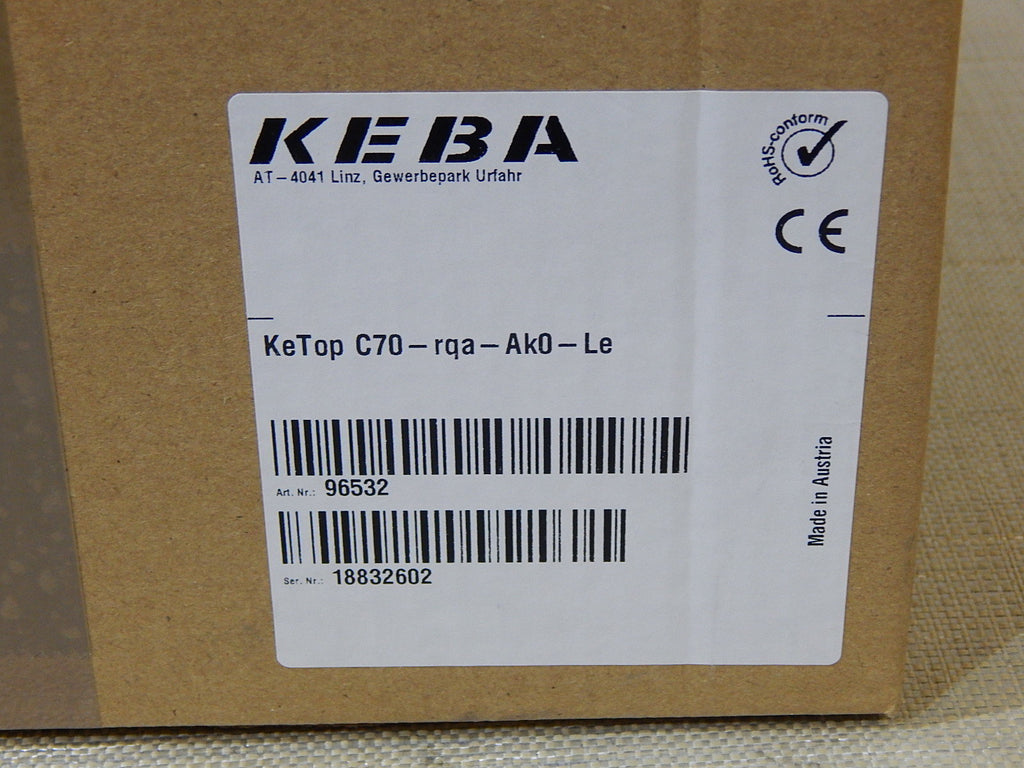 KEBA
AT-4041 Linz, Gewerbepark Urfahr
RoHS-conform
CE
KeTop C70-rqa-Ak0-Le
Art. Nr.: 96532
Ser. Nr.: 18832602
Made in Austria